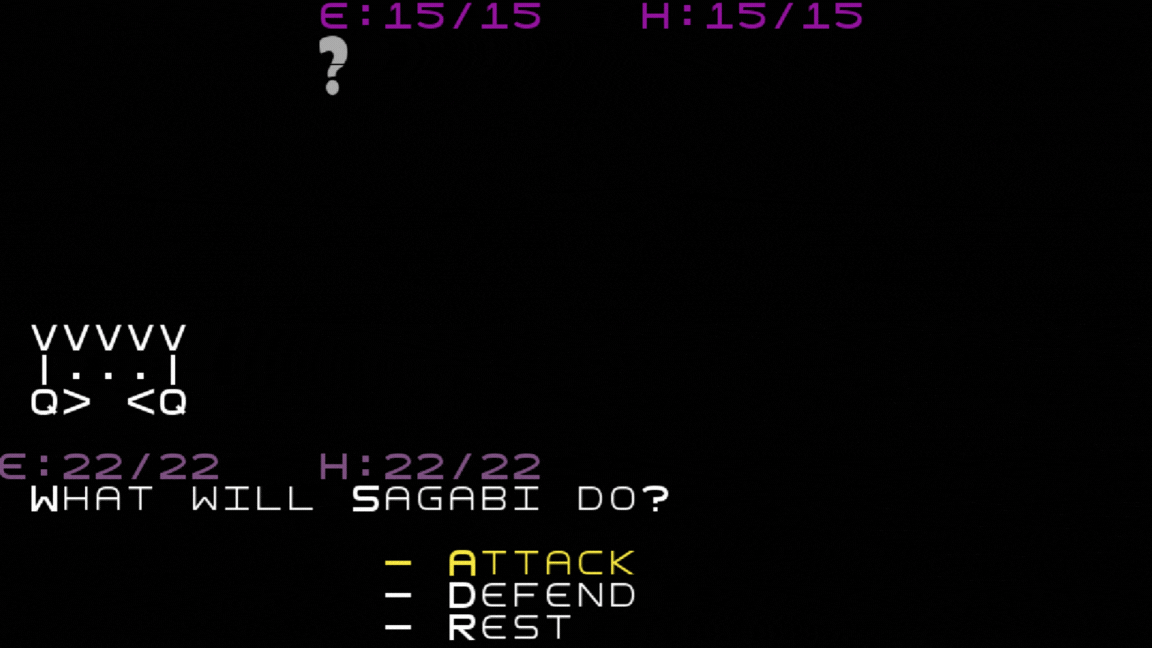 E:15/15 H:15/15
?
VVVVV
|...|
Q> <Q
E:22/22 H:22/22
WHAT WILL SAGABI DO?
- ATTACK
- DEFEND
- REST